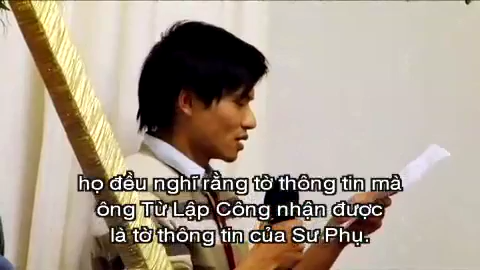 họ đều nghĩ rằng tờ thông tin mà
ông Từ Lập Công nhận được
là tờ thông tin của Sư Phụ.